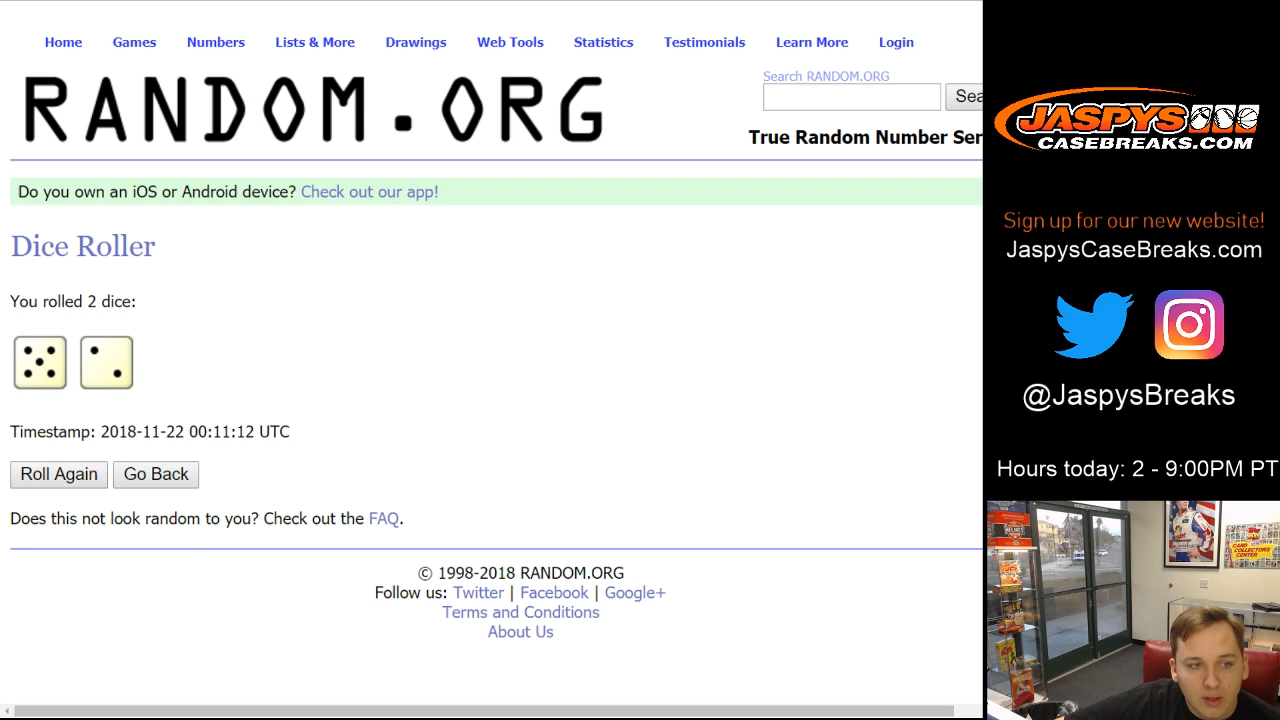 Home Games Numbers Lists & More Drawings Web Tools Statistics Testimonials Learn More Login
RANDOM.ORG
Search RANDOM.ORG
Sea
True Random Number Ser
Do you own an iOS or Android device? Check out our app!
Dice Roller
You rolled 2 dice:
Timestamp: 2018-11-22 00:11:12 UTC
Roll Again Go Back
Does this not look random to you? Check out the FAQ.
© 1998-2018 RANDOM.ORG
Follow us: Twitter | Facebook | Google+
Terms and Conditions
About Us
JASPYS
CASEBREAKS.COM
Sign up for our new website!
JaspysCaseBreaks.com
@JaspysBreaks
Hours today: 2 - 9:00PM PT
topps
CARD COLLECTORS
CENTER